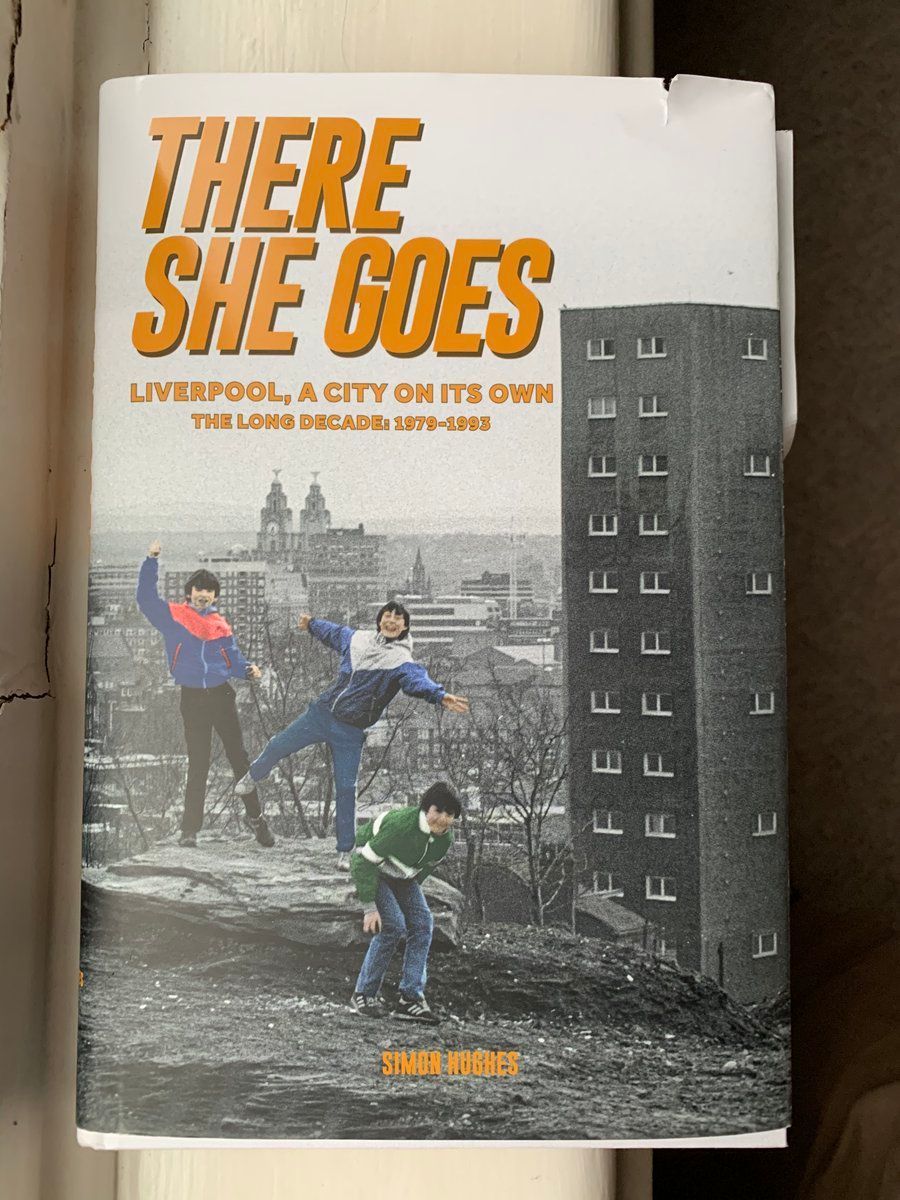 THERE
SHE GOES
LIVERPOOL, A CITY ON ITS OWN
THE LONG DECADE: 1979-1993
SIMON HUGHES